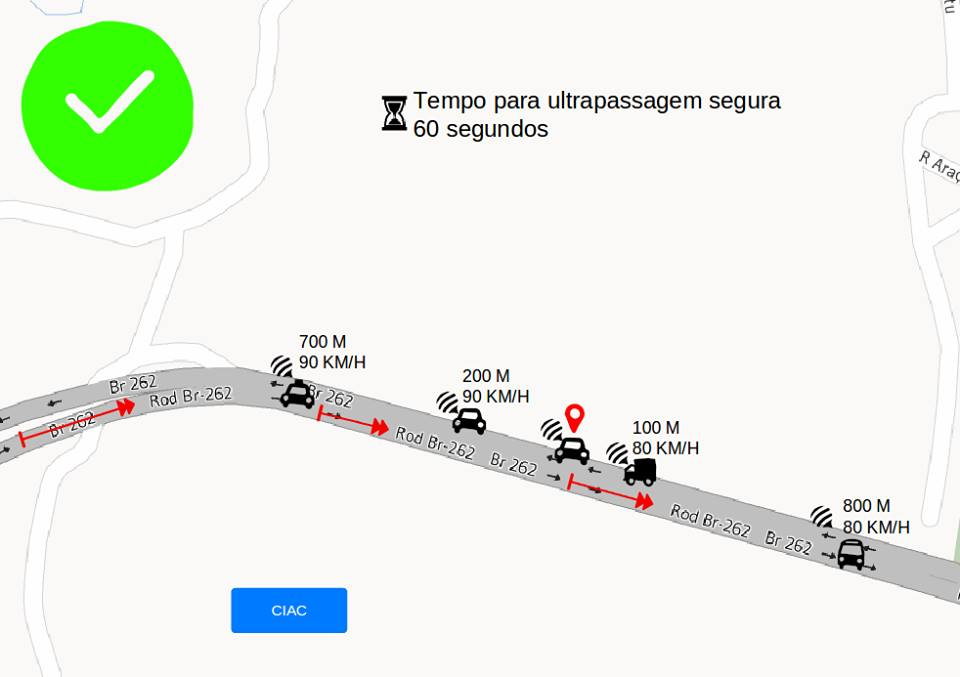 Tempo para ultrapassagem segura
60 segundos
R Araç
700 M
90 KM/H
200 M
90 KM/H
100 M
80 KM/H
800 M
80 KM/H
Br 262
Rod Br-262
Br 262
Br 262
Rod Br-262
Br 262
Rod Br-262
Br 262
CIAC